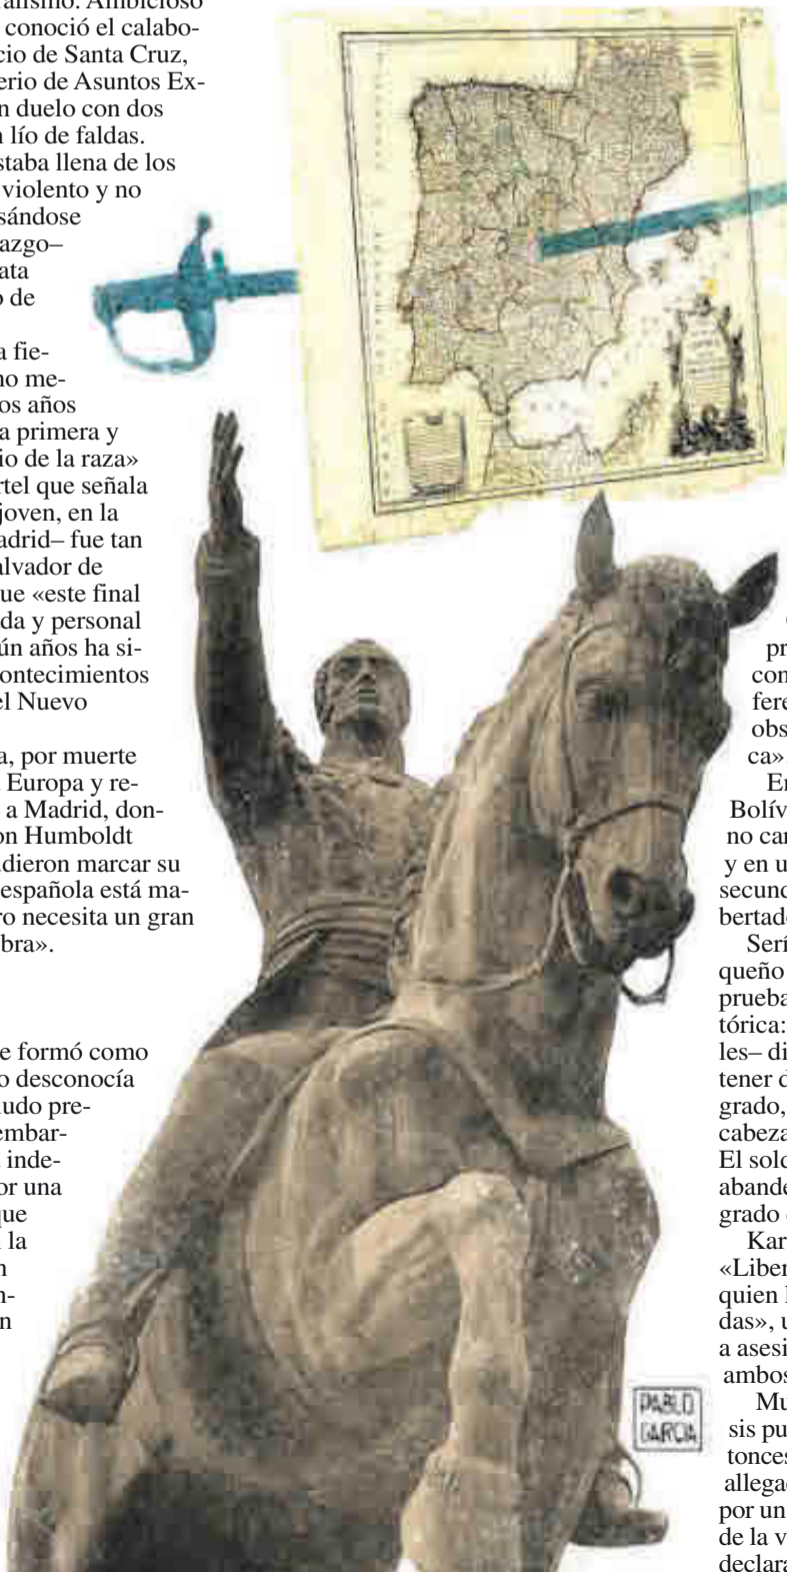 conoció el calabo-
cio de Santa Cruz,
erio de Asuntos Ex-
n duelo con dos
lío de faldas.
staba llena de los
violento y no
sándose
azgo–
ata
o de
a fie-
no me-
os años
a primera y
io de la raza»
rtel que señala
joven, en la
adrid– fue tan
alvador de
ue «este final
da y personal
ún años ha si-
ontecimientos
el Nuevo
a, por muerte
Europa y re-
a Madrid, don-
on Humboldt
udieron marcar su
española está ma-
ro necesita un gran
bra».
e formó como
o desconocía
udo pre-
embar-
inde-
or una
que
la
n
n-
n
PABLO
GARCIA
pr
con
fere
obs
ca»
En
Bolív
no can
y en u
secund
bertad
Serí
queño
prueba
tórica:
les– di
tener d
grado,
cabeza
El sold
abande
grado
Kar
«Liber
quien
das», u
a asesi
ambos
Mu
sis pu
tonces
allega
por un
de la v
declara